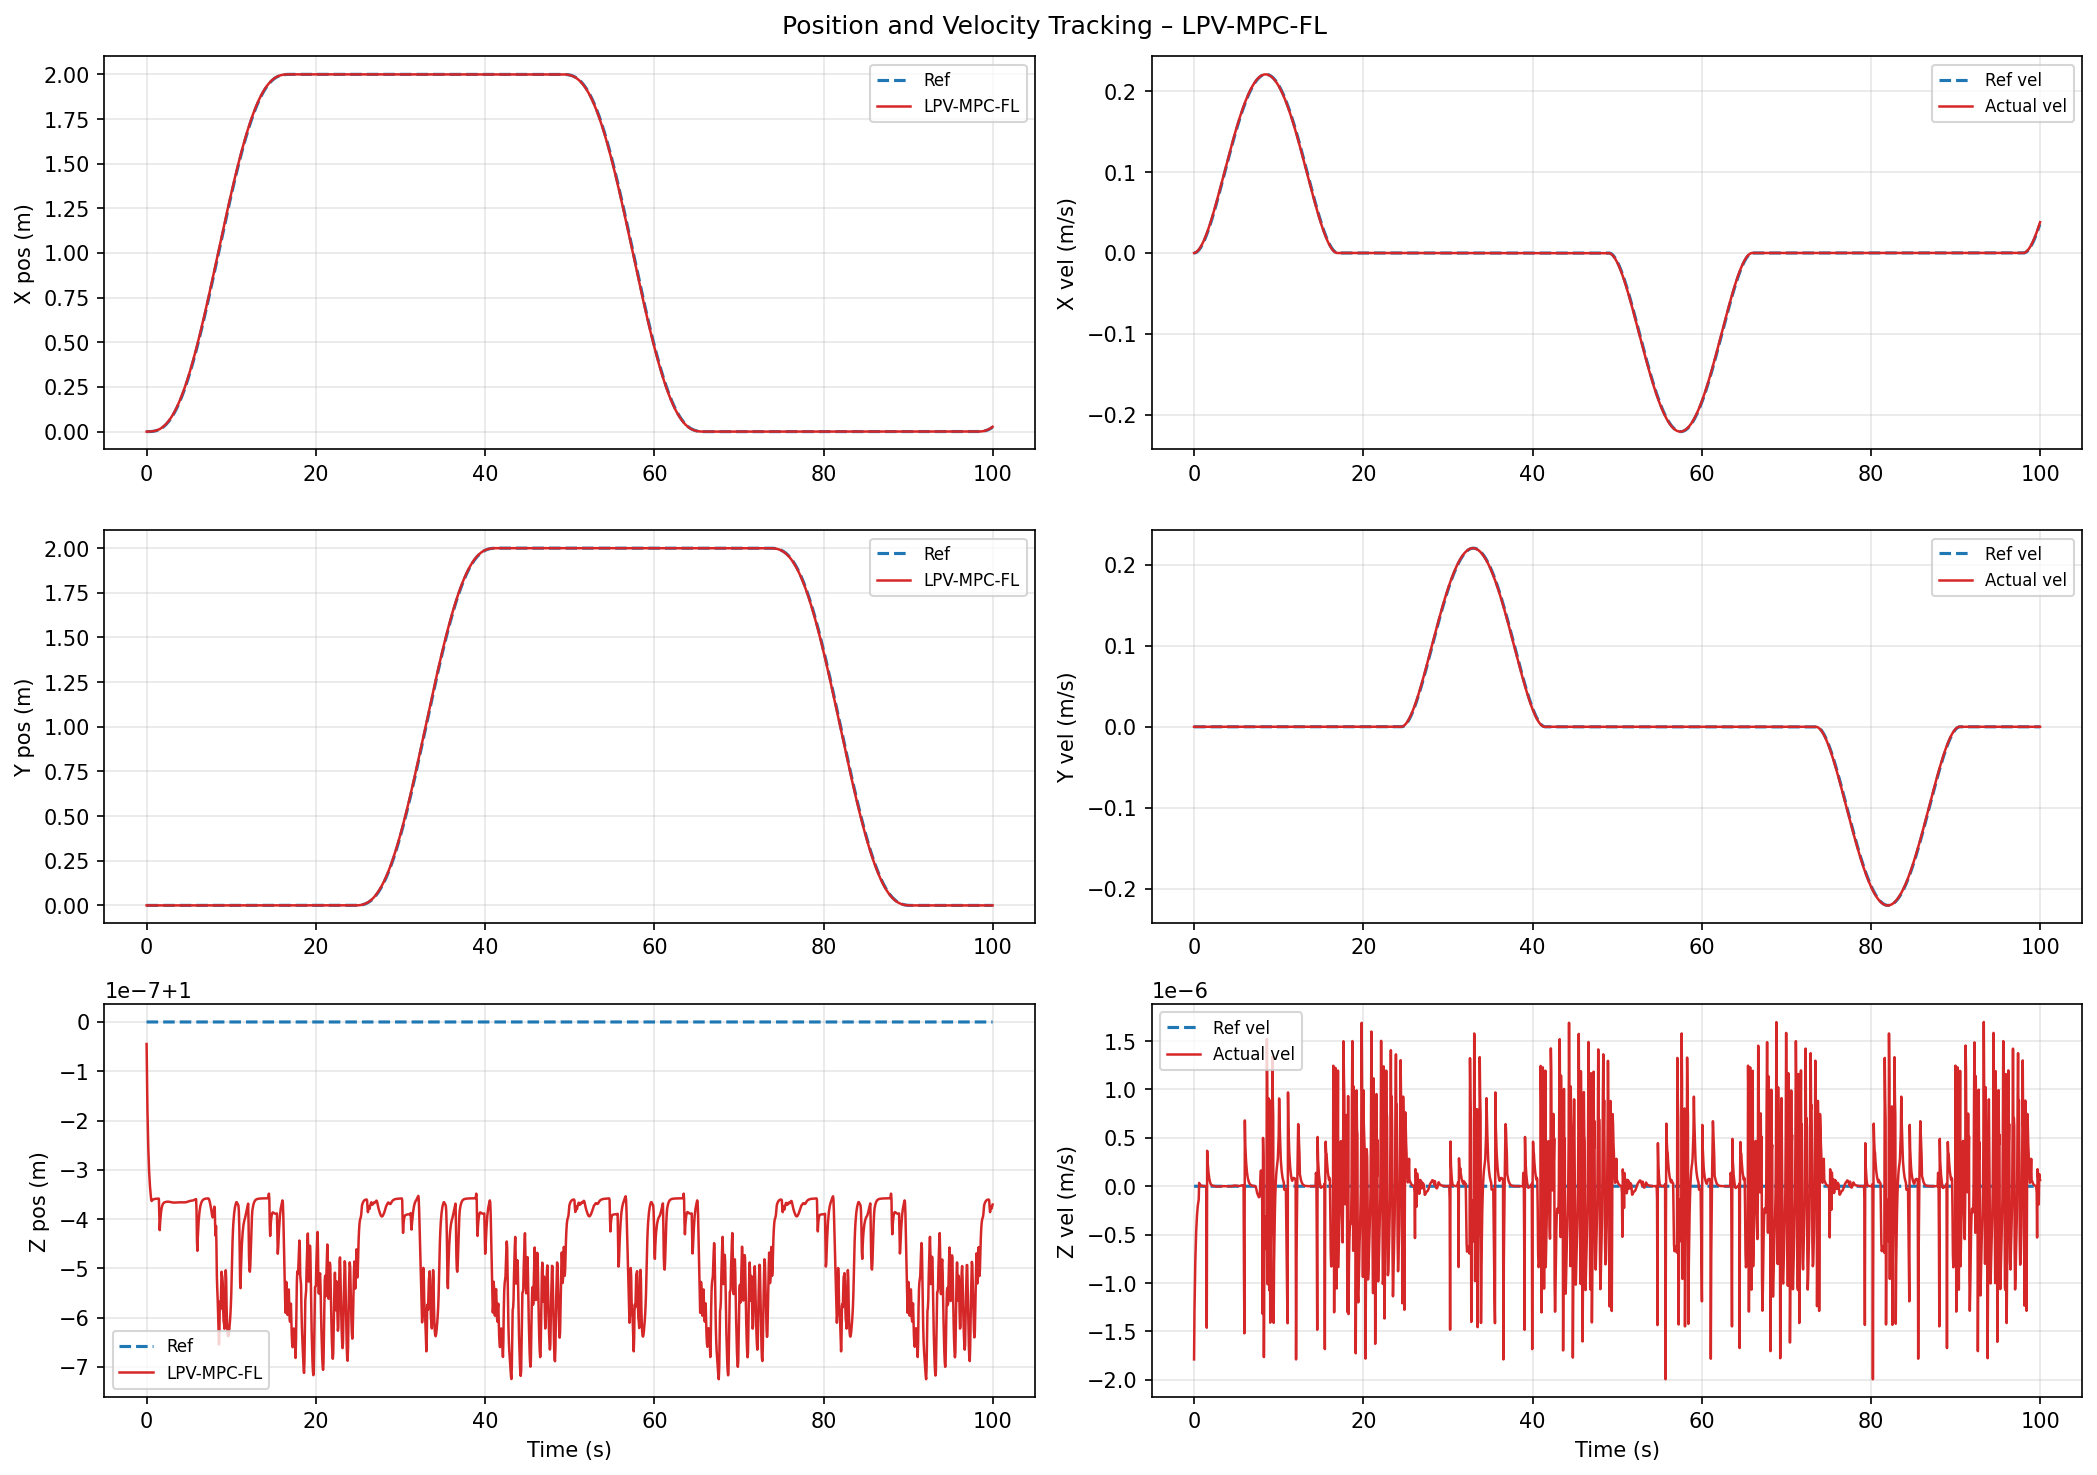 Position and Velocity Tracking – LPV-MPC-FL
X pos (m)
2.00
1.75
1.50
1.25
1.00
0.75
0.50
0.25
0.00
0 20 40 60 80 100
Ref
LPV-MPC-FL
X vel (m/s)
0.2
0.1
0.0
−0.1
−0.2
0 20 40 60 80 100
Ref vel
Actual vel
Y pos (m)
2.00
1.75
1.50
1.25
1.00
0.75
0.50
0.25
0.00
0 20 40 60 80 100
Ref
LPV-MPC-FL
Y vel (m/s)
0.2
0.1
0.0
−0.1
−0.2
0 20 40 60 80 100
Ref vel
Actual vel
1e−7+1
Z pos (m)
0
−1
−2
−3
−4
−5
−6
−7
0 20 40 60 80 100
Ref
LPV-MPC-FL
Time (s)
1e−6
Z vel (m/s)
1.5
1.0
0.5
0.0
−0.5
−1.0
−1.5
−2.0
0 20 40 60 80 100
Ref vel
Actual vel
Time (s)